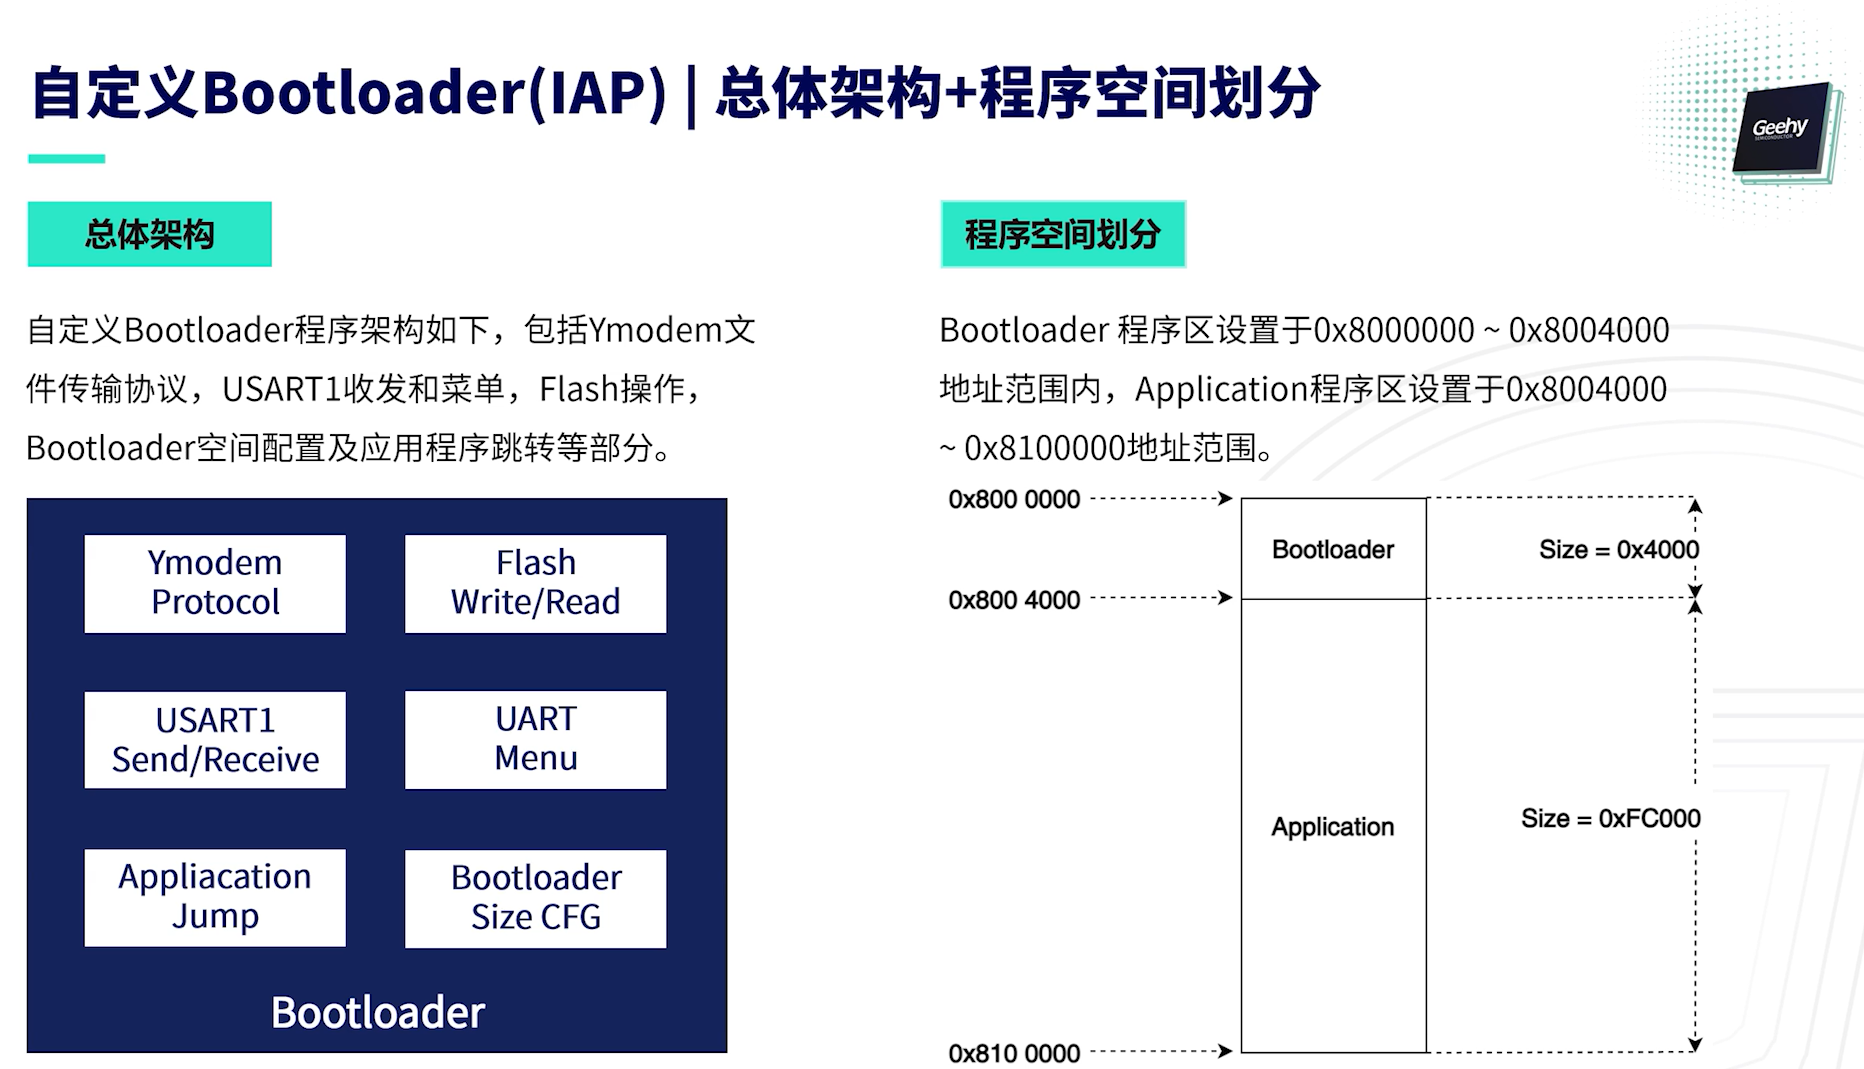 自定义Bootloader(IAP) | 总体架构+程序空间划分
Geehy
SEMICONDUCTOR
总体架构
自定义Bootloader程序架构如下，包括Ymodem文
件传输协议，USART1收发和菜单，Flash操作，
Bootloader空间配置及应用程序跳转等部分。
Ymodem
Protocol
Flash
Write/Read
USART1
Send/Receive
UART
Menu
Appliacation
Jump
Bootloader
Size CFG
Bootloader
程序空间划分
Bootloader 程序区设置于0x8000000 ~ 0x8004000
地址范围内，Application程序区设置于0x8004000
~ 0x8100000地址范围。
0x800 0000
Bootloader
Size = 0x4000
0x800 4000
Application
Size = 0xFC000
0x810 0000